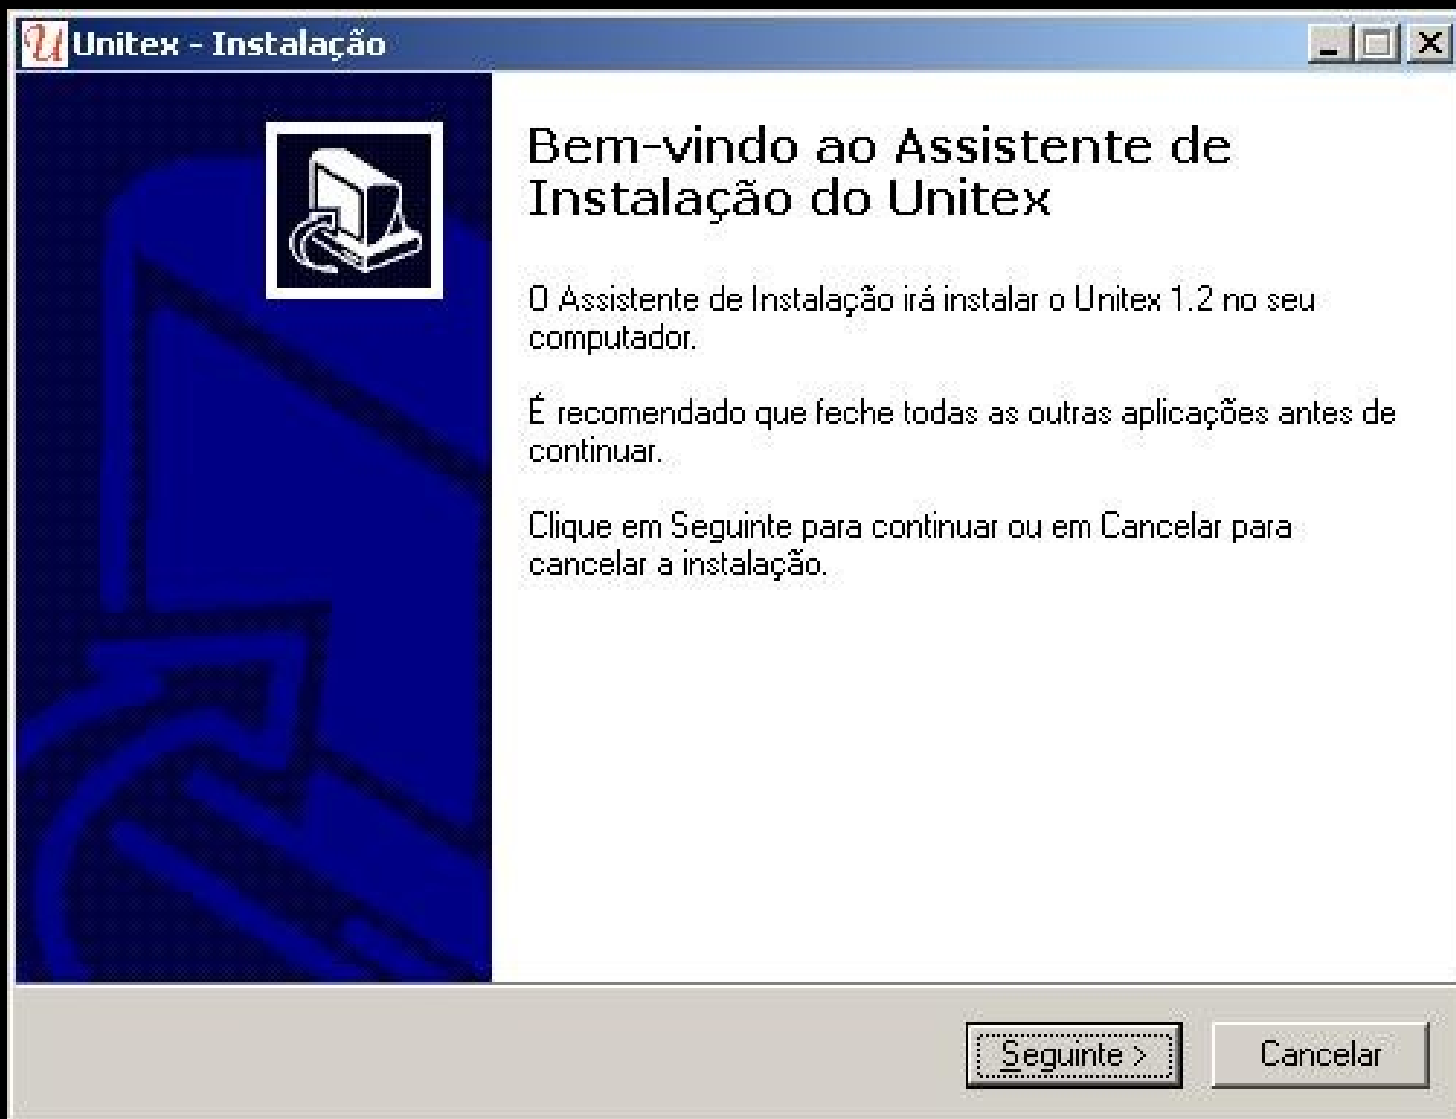 Unitex - Instalação
Bem-vindo ao Assistente de
Instalação do Unitex
O Assistente de Instalação irá instalar o Unitex 1.2 no seu
computador.
É recomendado que feche todas as outras aplicações antes de
continuar.
Clique em Seguinte para continuar ou em Cancelar para
cancelar a instalação.
Seguinte >
Cancelar